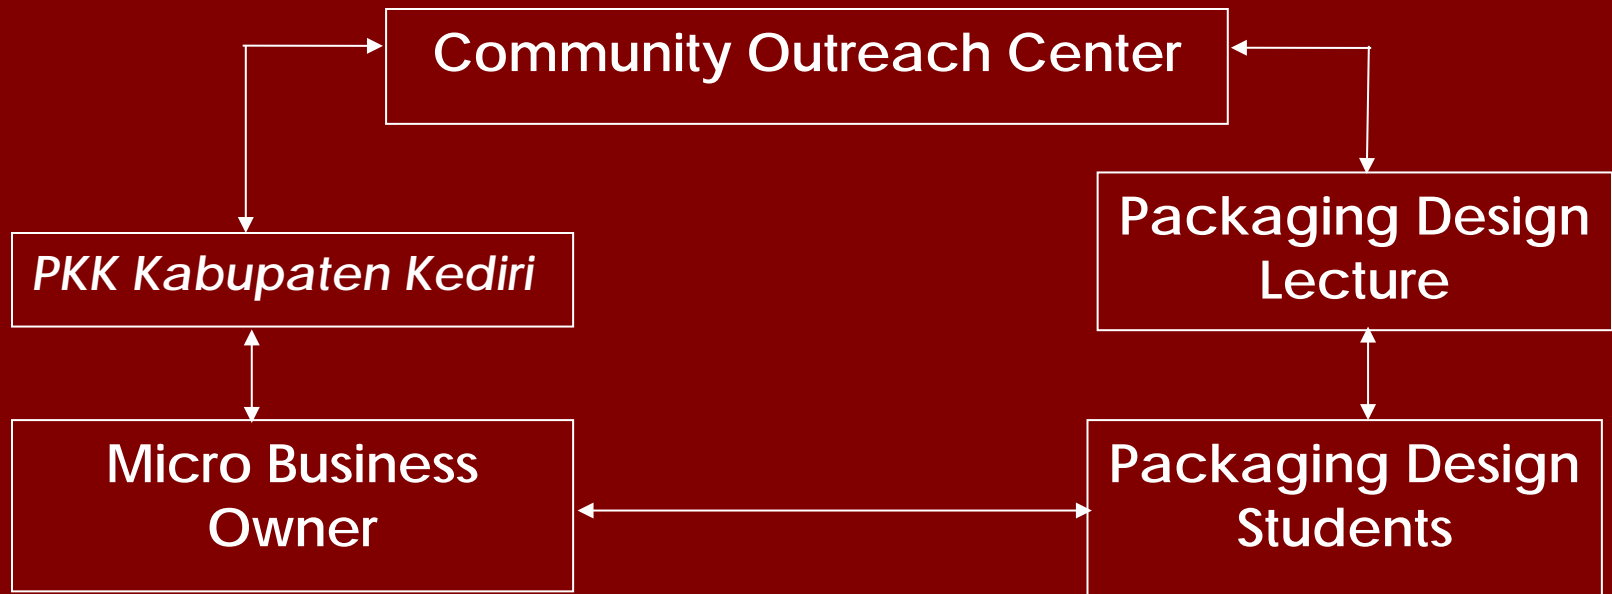 Community Outreach Center
Packaging Design
Lecture
PKK Kabupaten Kediri
Micro Business
Owner
Packaging Design
Students